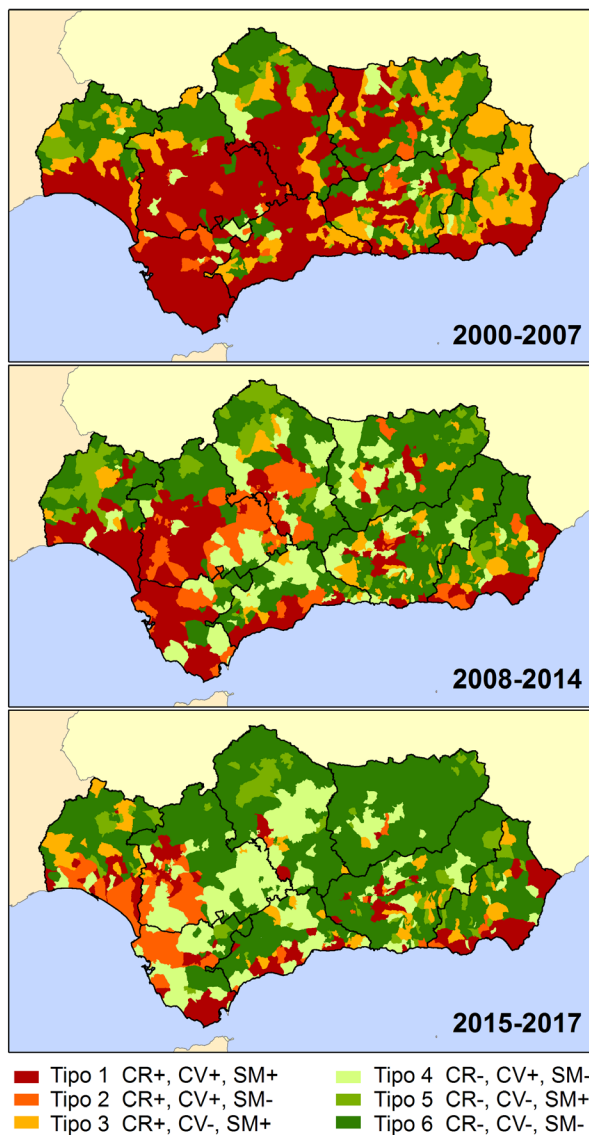 2000-2007
2008-2014
2015-2017
Tipo 1 CR+, CV+, SM+
Tipo 2 CR+, CV+, SM-
Tipo 3 CR+, CV-, SM+
Tipo 4 CR-, CV+, SM-
Tipo 5 CR-, CV-, SM+
Tipo 6 CR-, CV-, SM-